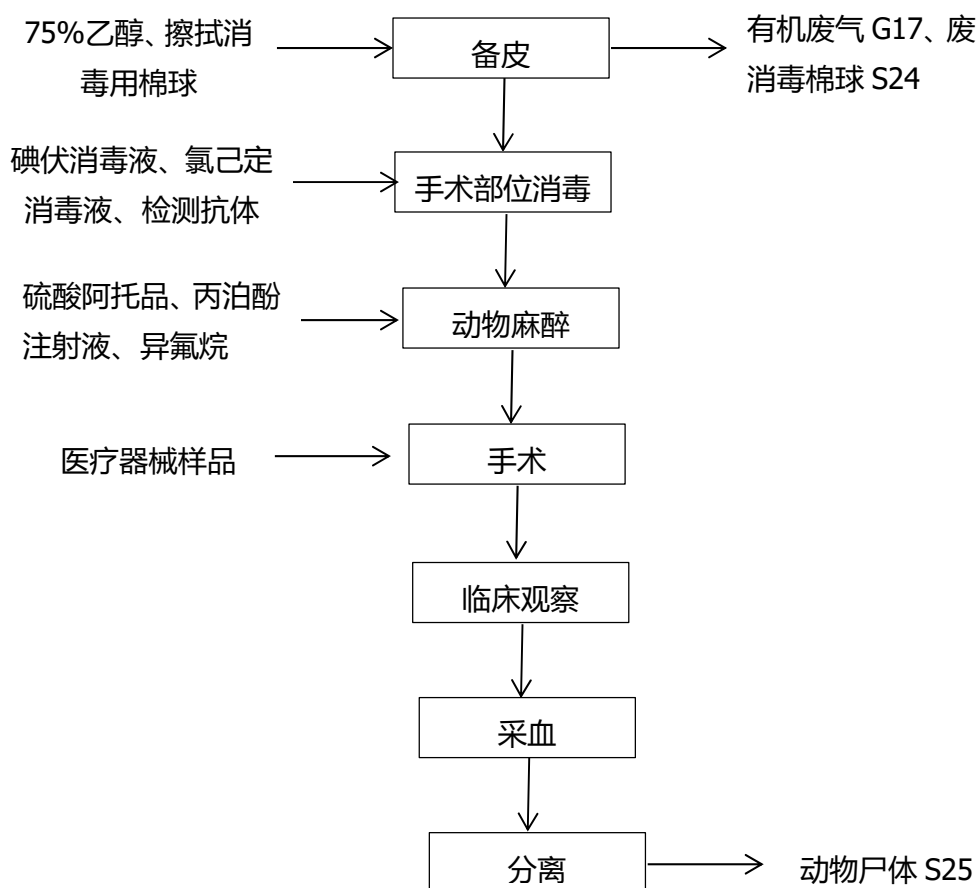 75%乙醇、擦拭消
毒用棉球
备皮
有机废气 G17、废
消毒棉球 S24
碘伏消毒液、氯己定
消毒液、检测抗体
手术部位消毒
硫酸阿托品、丙泊酚
注射液、异氟烷
动物麻醉
医疗器械样品
手术
临床观察
采血
分离
动物尸体 S25